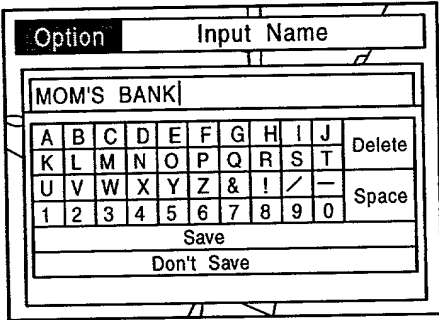 Option Input Name
MOM'S BANK
A B C D E F G H I J Delete
K L M N O P Q R S T
U V W X Y Z & ! / — Space
1 2 3 4 5 6 7 8 9 0
Save
Don't Save